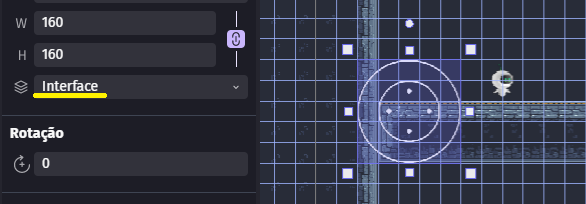 W 160
H 160
Interface
Rotação
0